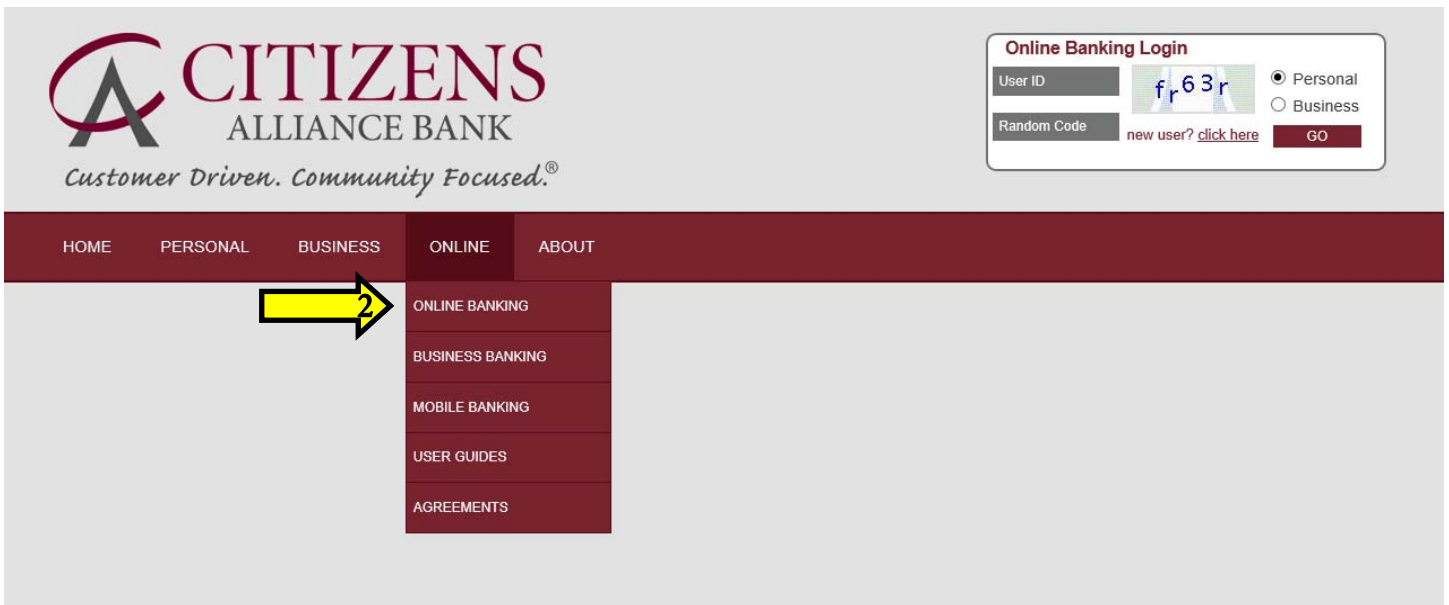 CITIZENS
ALLIANCE BANK
Customer Driven. Community Focused.®
Online Banking Login
User ID
fr63r
Personal
Business
Random Code
new user? click here
GO
HOME PERSONAL BUSINESS ONLINE ABOUT
2
ONLINE BANKING
BUSINESS BANKING
MOBILE BANKING
USER GUIDES
AGREEMENTS